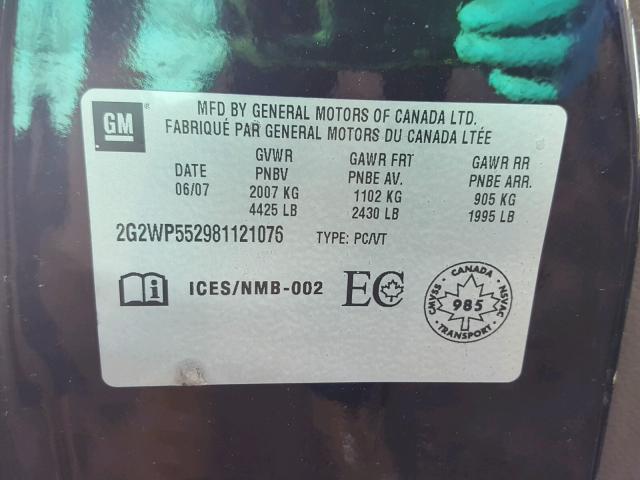 GM
MFD BY GENERAL MOTORS OF CANADA LTD.
FABRIQUÉ PAR GENERAL MOTORS DU CANADA LTÉE
GVWR GAWR FRT GAWR RR
DATE PNBV PNBE AV. PNBE ARR.
06/07 2007 KG 1102 KG 905 KG
4425 LB 2430 LB 1995 LB
2G2WP552981121076 TYPE: PC/VT
i ICES/NMB-002 EC
CANADA
CMVSS 985 NSVAC
TRANSPORT